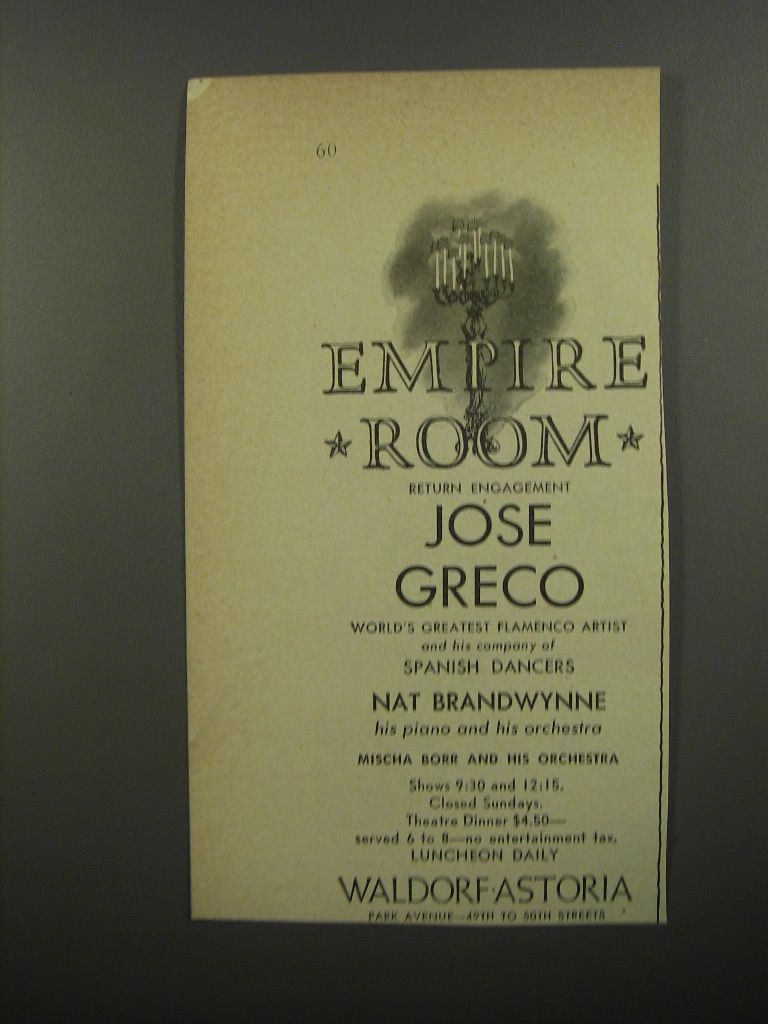 60
EMPIRE
ROOM
RETURN ENGAGEMENT
JOSE
GRECO
WORLD'S GREATEST FLAMENCO ARTIST
and his company of
SPANISH DANCERS
NAT BRANDWYNNE
his piano and his orchestra
MISCHA BORR AND HIS ORCHESTRA
Shows 9:30 and 12:15.
Closed Sundays.
Theatre Dinner $4.50—
served 6 to 8—no entertainment tax.
LUNCHEON DAILY
WALDORF·ASTORIA
PARK AVENUE—49TH TO 50TH STREETS